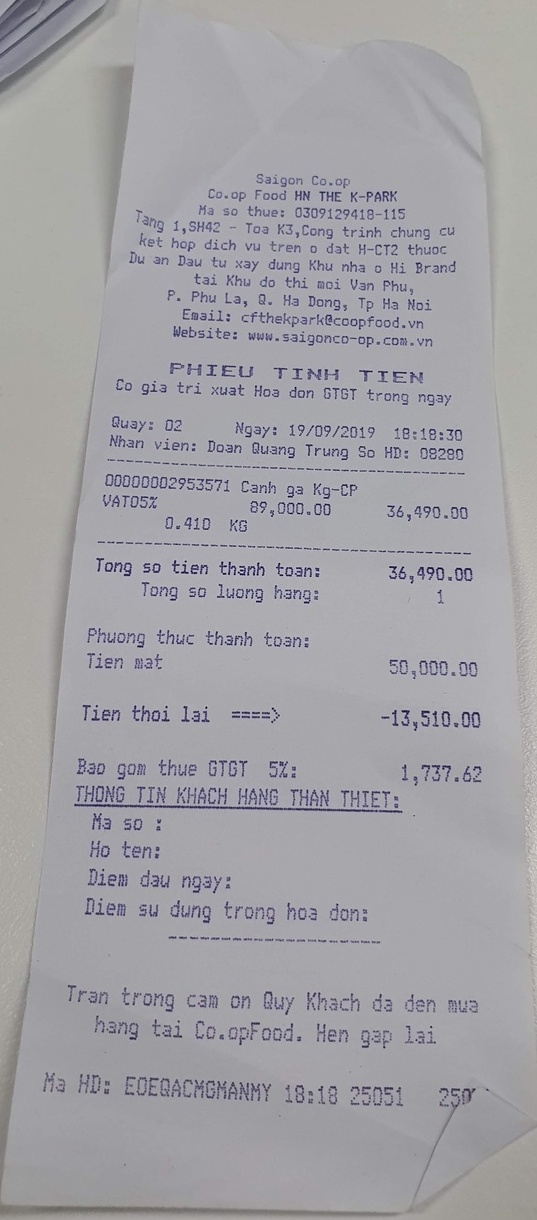 Saigon Co.op
Co.op Food HN THE K-PARK
Ma so thue: 0309129418-115
Tang 1,SH42 - Toa K3,Cong trinh chung cu
ket hop dich vu tren o dat H-CT2 thuoc
Du an Dau tu xay dung Khu nha o Hi Brand
tai Khu do thi moi Van Phu,
P. Phu La, Q. Ha Dong, Tp Ha Noi
Email: cfthekpark@coopfood.vn
Website: www.saigonco-op.com.vn
PHIEU TINH TIEN
Co gia tri xuat Hoa don GTGT trong ngay
Quay: 02 Ngay: 19/09/2019 18:18:30
Nhan vien: Doan Quang Trung So HD: 08280
00000002953571 Canh ga Kg-CP
VAT05% 89,000.00 36,490.00
0.410 KG
Tong so tien thanh toan: 36,490.00
Tong so luong hang: 1
Phuong thuc thanh toan:
Tien mat 50,000.00
Tien thoi lai ====> -13,510.00
Bao gom thue GTGT 5%: 1,737.62
THONG TIN KHACH HANG THAN THIET:
Ma so :
Ho ten:
Diem dau ngay:
Diem su dung trong hoa don:
Tran trong cam on Quy Khach da den mua
hang tai Co.opFood. Hen gap lai
Ma HD: EOEQACMGMANMY 18:18 25051